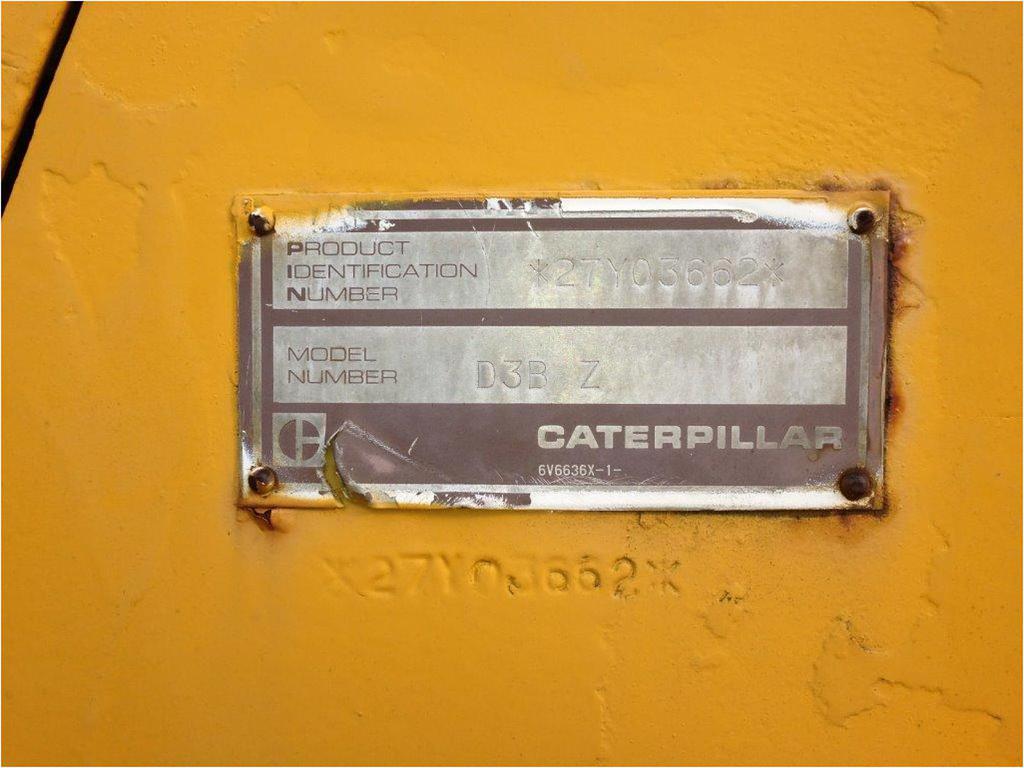 PRODUCT
IDENTIFICATION
NUMBER
*27Y03662*
MODEL
NUMBER
D3B Z
CATERPILLAR
6V6636X-1-
*27Y03662*